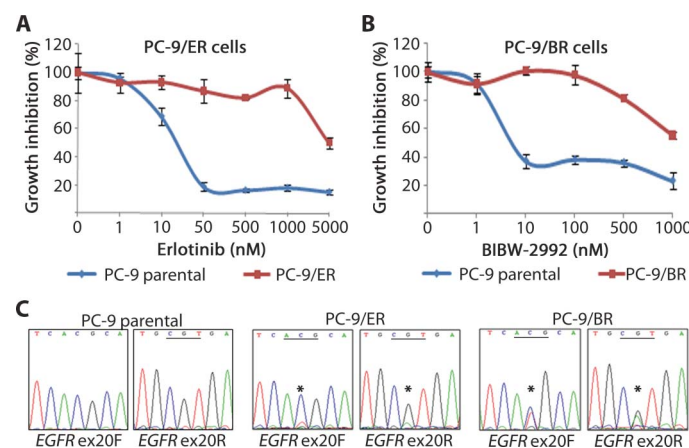 A
PC-9/ER cells
Growth inhibition (%)
120
100
80
60
40
20
0 1 10 50 500 1000 5000
Erlotinib (nM)
PC-9 parental PC-9/ER
B
PC-9/BR cells
Growth inhibition (%)
120
100
80
60
40
20
0 1 10 100 500 1000
BIBW-2992 (nM)
PC-9 parental PC-9/BR
C
PC-9 parental PC-9/ER PC-9/BR
T C A C G C A T G C G T G A T C A C G C A T G C G T G A T C A C G C A T G C G T G A
* * * *
EGFR ex20F EGFR ex20R EGFR ex20F EGFR ex20R EGFR ex20F EGFR ex20R